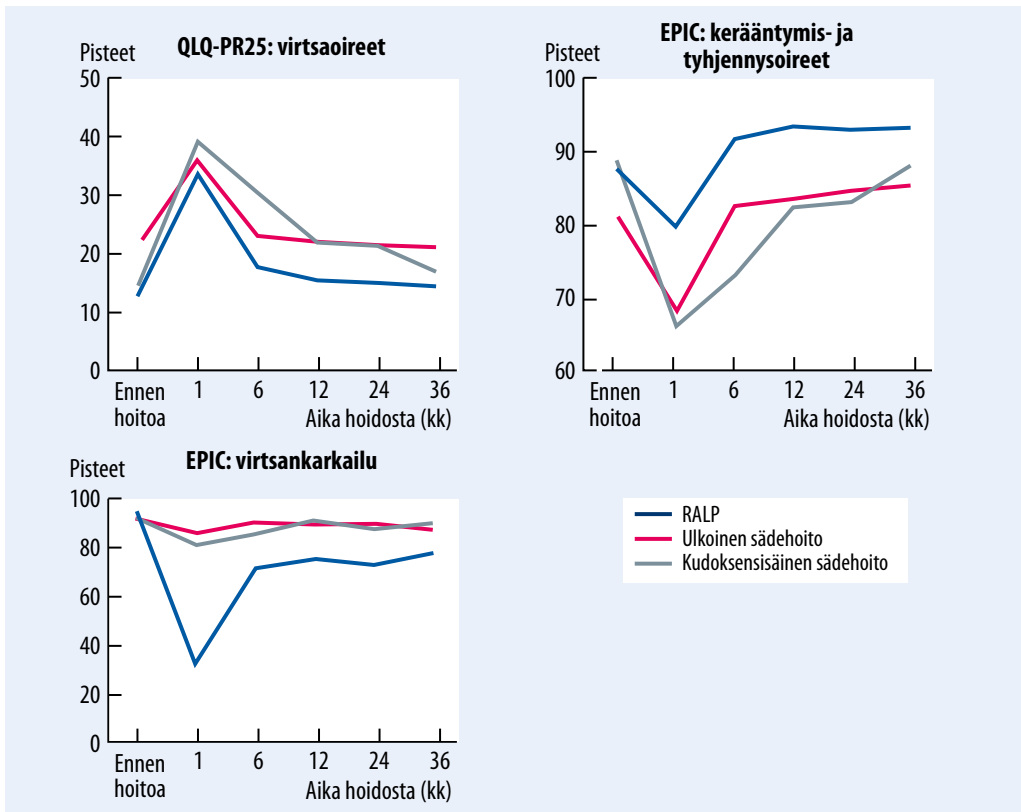 Pisteet
QLQ-PR25: virtsaoireet
50
40
30
20
10
0
Ennen hoitoa
1
6
12
24
36
Aika hoidosta (kk)
Pisteet
EPIC: kerääntymis- ja
tyhjennysoireet
100
90
80
70
60
Ennen hoitoa
1
6
12
24
36
Aika hoidosta (kk)
Pisteet
EPIC: virtsankarkailu
100
80
60
40
20
0
Ennen hoitoa
1
6
12
24
36
Aika hoidosta (kk)
RALP
Ulkoinen sädehoito
Kudoksensisäinen sädehoito